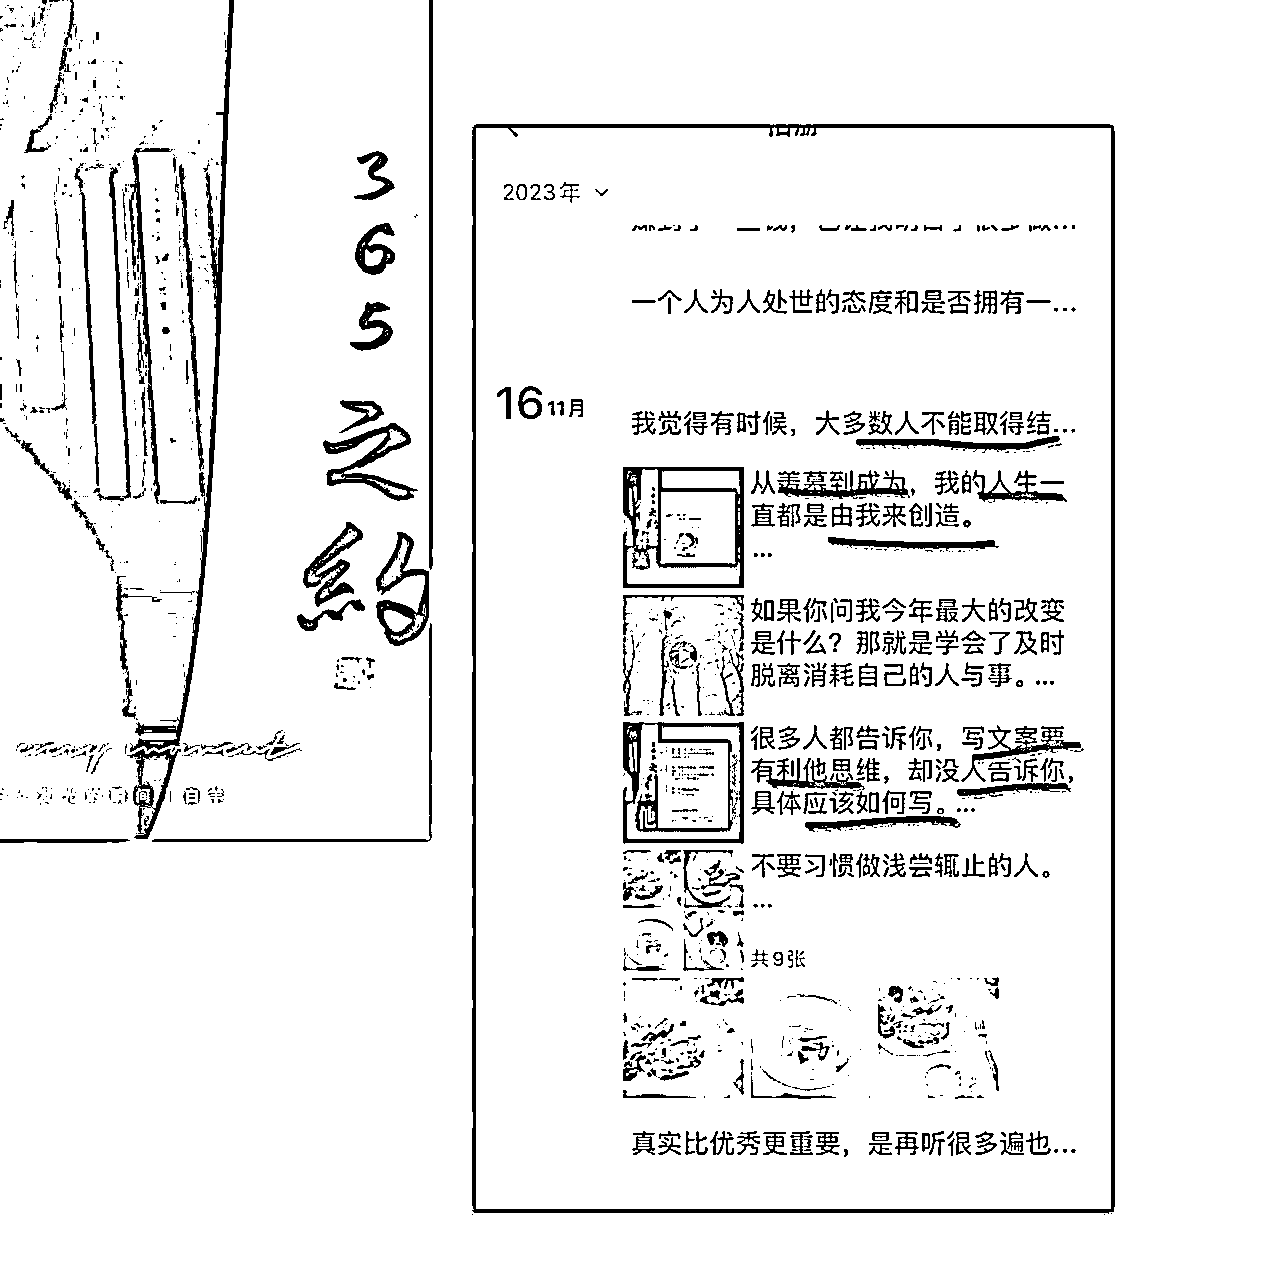 3
6
5
之
約
2023年
一个人为人处世的态度和是否拥有一...
16 11月
我觉得有时候，大多数人不能取得结...
从羡慕到成为，我的人生一
直都是由我来创造。
...
如果你问我今年最大的改变
是什么？那就是学会了及时
脱离消耗自己的人与事。...
很多人都告诉你，写文案要
有利他思维，却没人告诉你，
具体应该如何写。...
不要习惯做浅尝辄止的人。
...
共9张
真实比优秀更重要，是再听很多遍也...